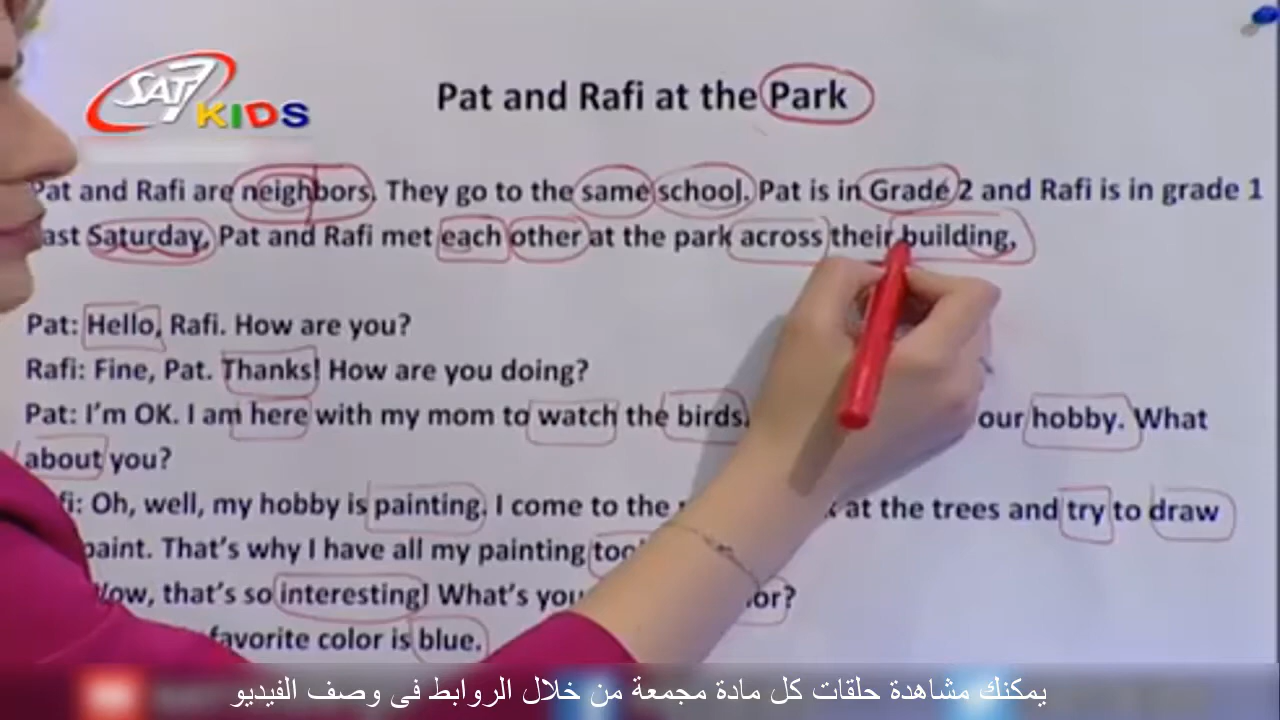 SAT 7 KIDS
Pat and Rafi at the Park
Pat and Rafi are neighbors. They go to the same school. Pat is in Grade 2 and Rafi is in grade 1
ast Saturday, Pat and Rafi met each other at the park across their building,
Pat: Hello, Rafi. How are you?
Rafi: Fine, Pat. Thanks! How are you doing?
Pat: I'm OK. I am here with my mom to watch the birds. our hobby. What
about you?
fi: Oh, well, my hobby is painting. I come to the at the trees and try to draw
paint. That's why I have all my painting
Wow, that's so interesting! What's
favorite color is blue.
يمكنك مشاهدة حلقات كل مادة مجمعة من خلال الروابط فى وصف الفيديو